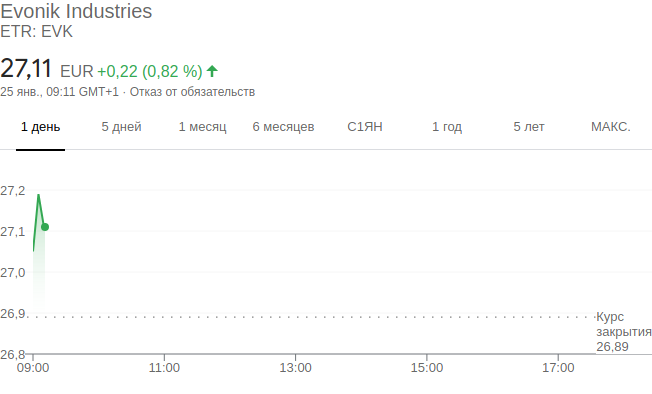 Evonik Industries
ETR: EVK
27,11 EUR +0,22 (0,82 %)
25 янв., 09:11 GMT+1 · Отказ от обязательств
1 день 5 дней 1 месяц 6 месяцев С1ЯН 1 год 5 лет МАКС.
27,2
27,1
27,0
26,9
Курс
закрытия
26,89
26,8
09:00 11:00 13:00 15:00 17:00